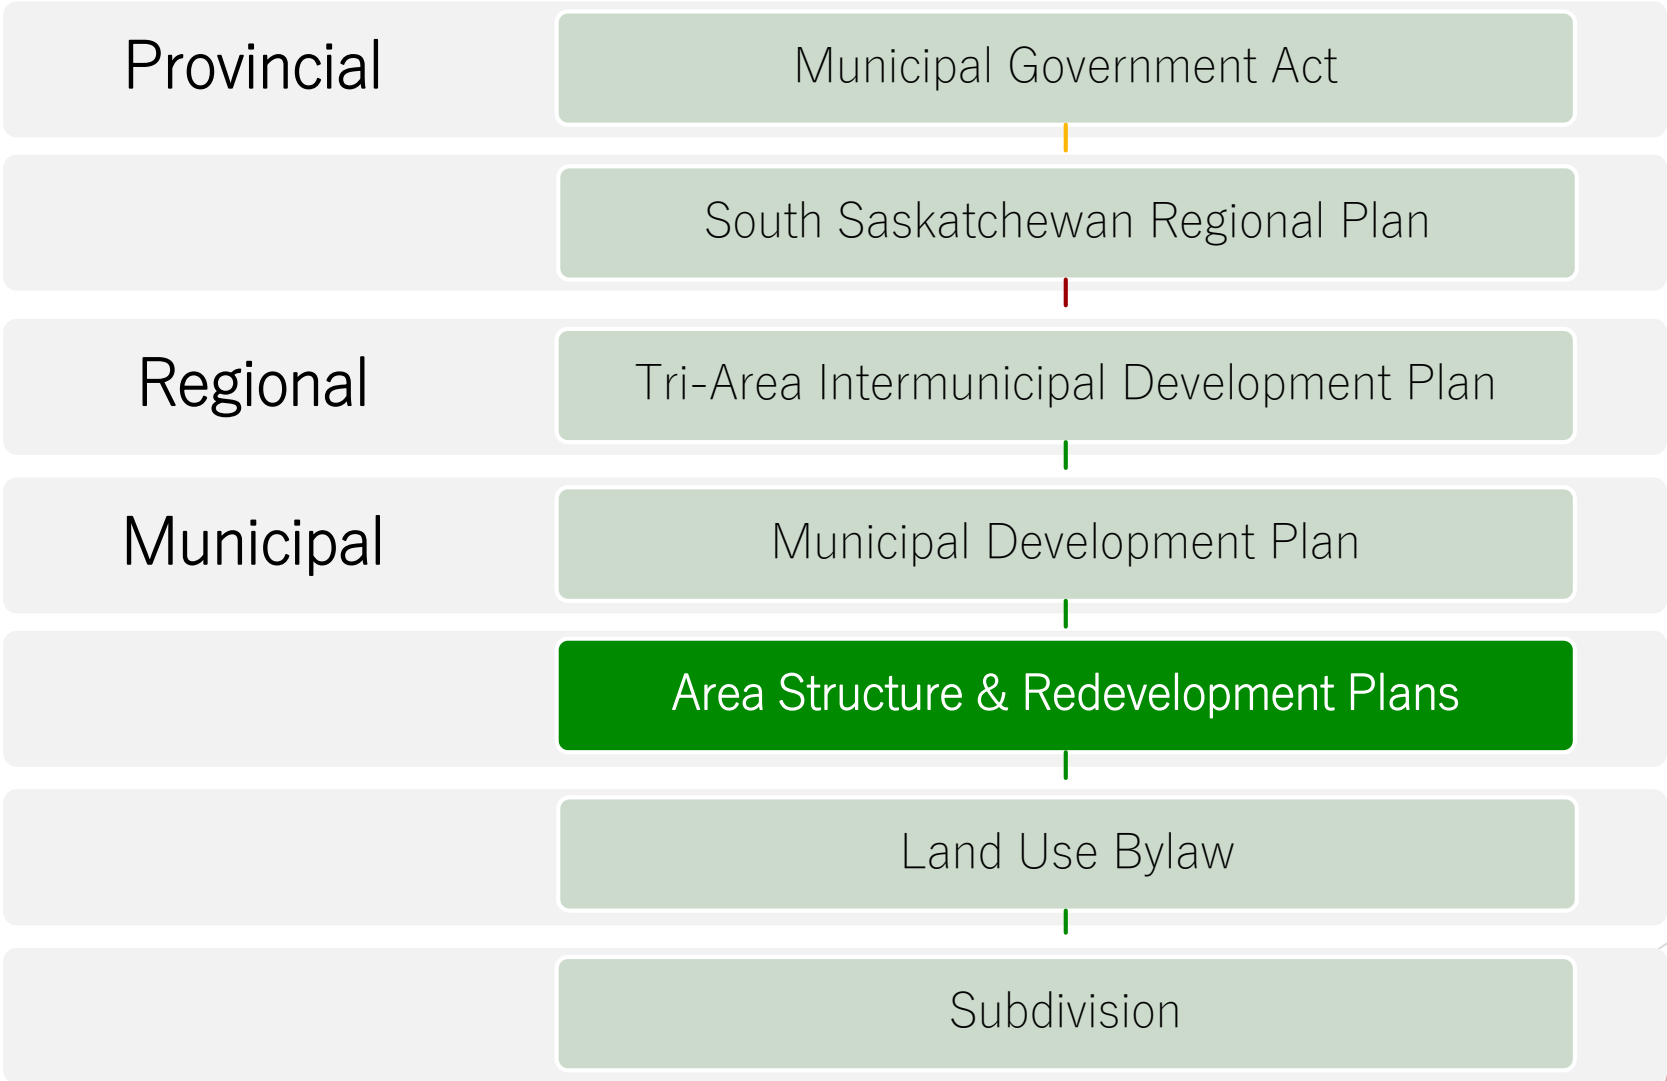 Provincial
Municipal Government Act
South Saskatchewan Regional Plan
Regional
Tri-Area Intermunicipal Development Plan
Municipal
Municipal Development Plan
Area Structure & Redevelopment Plans
Land Use Bylaw
Subdivision